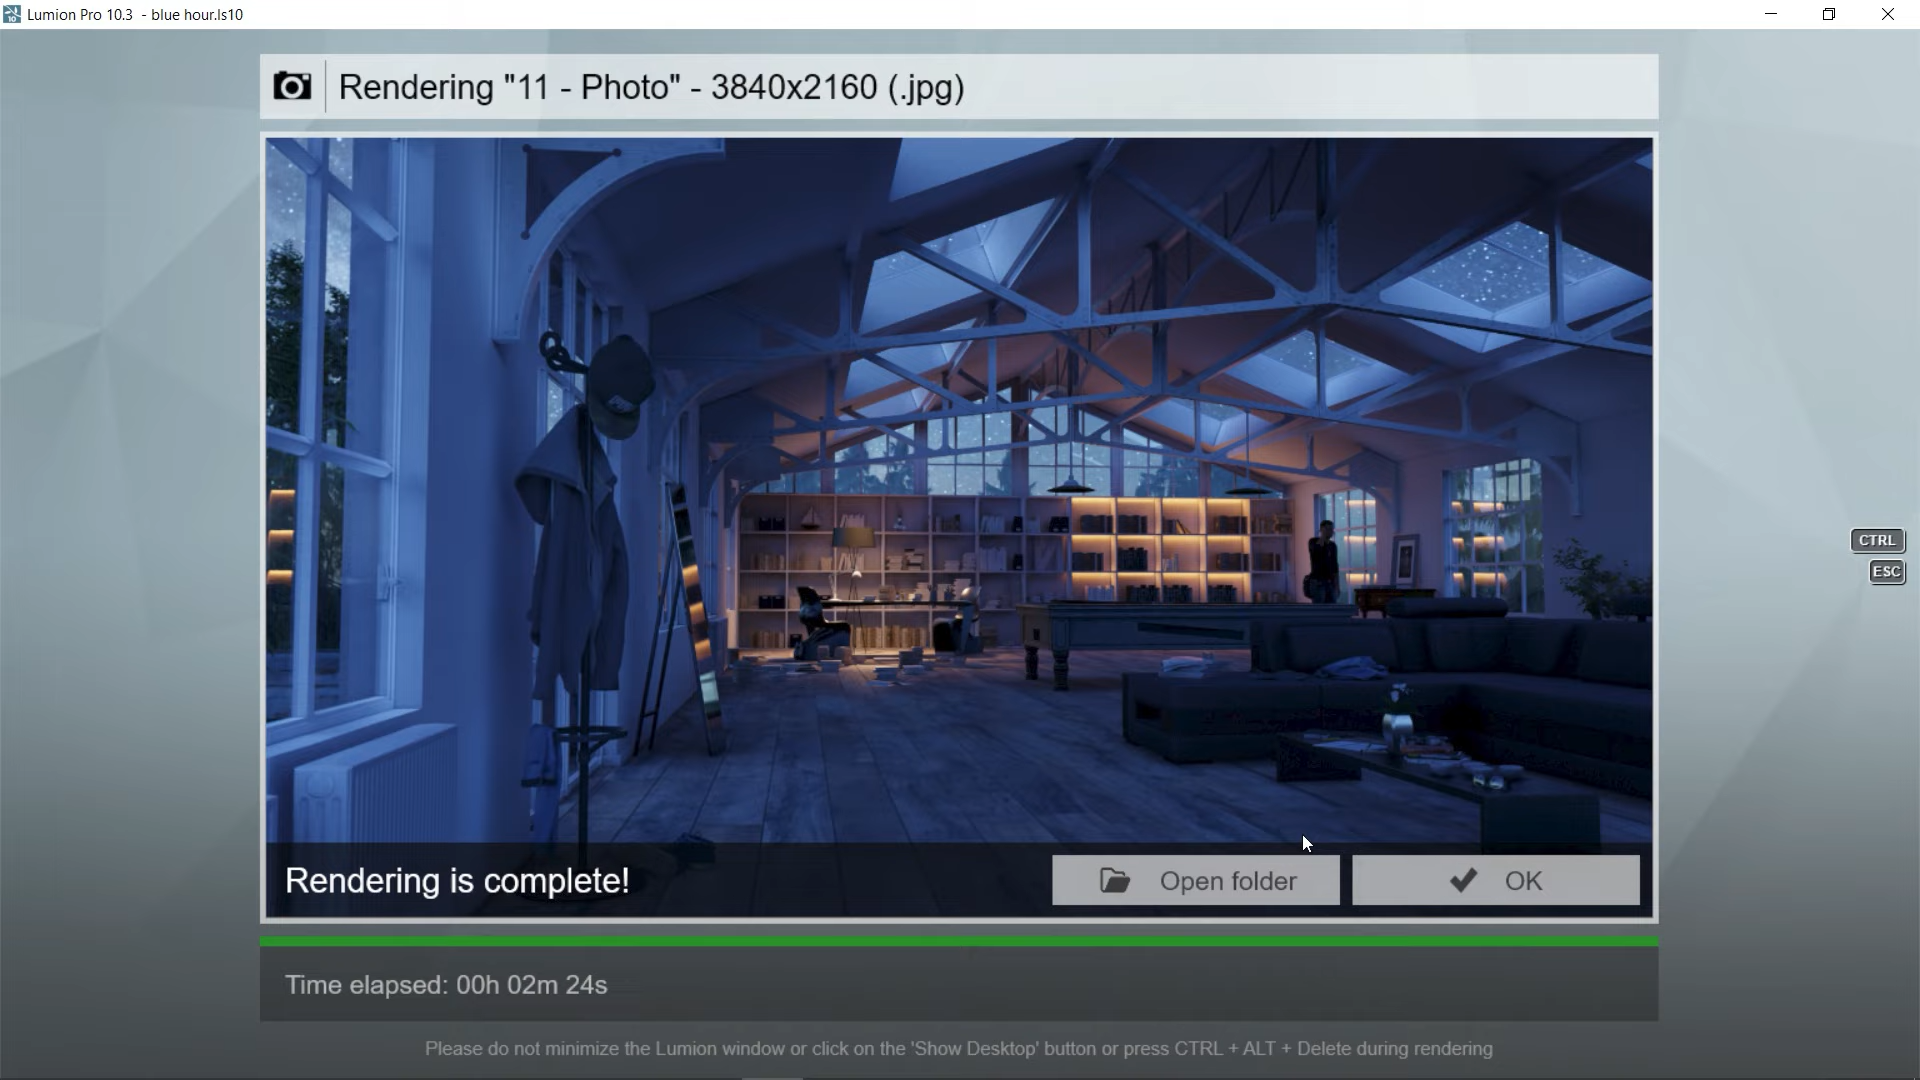 Lumion Pro 10.3 - blue hour.ls10
Rendering "11 - Photo" - 3840x2160 (.jpg)
CTRL
ESC
Rendering is complete!
Open folder
OK
Time elapsed: 00h 02m 24s
Please do not minimize the Lumion window or click on the 'Show Desktop' button or press CTRL + ALT + Delete during rendering